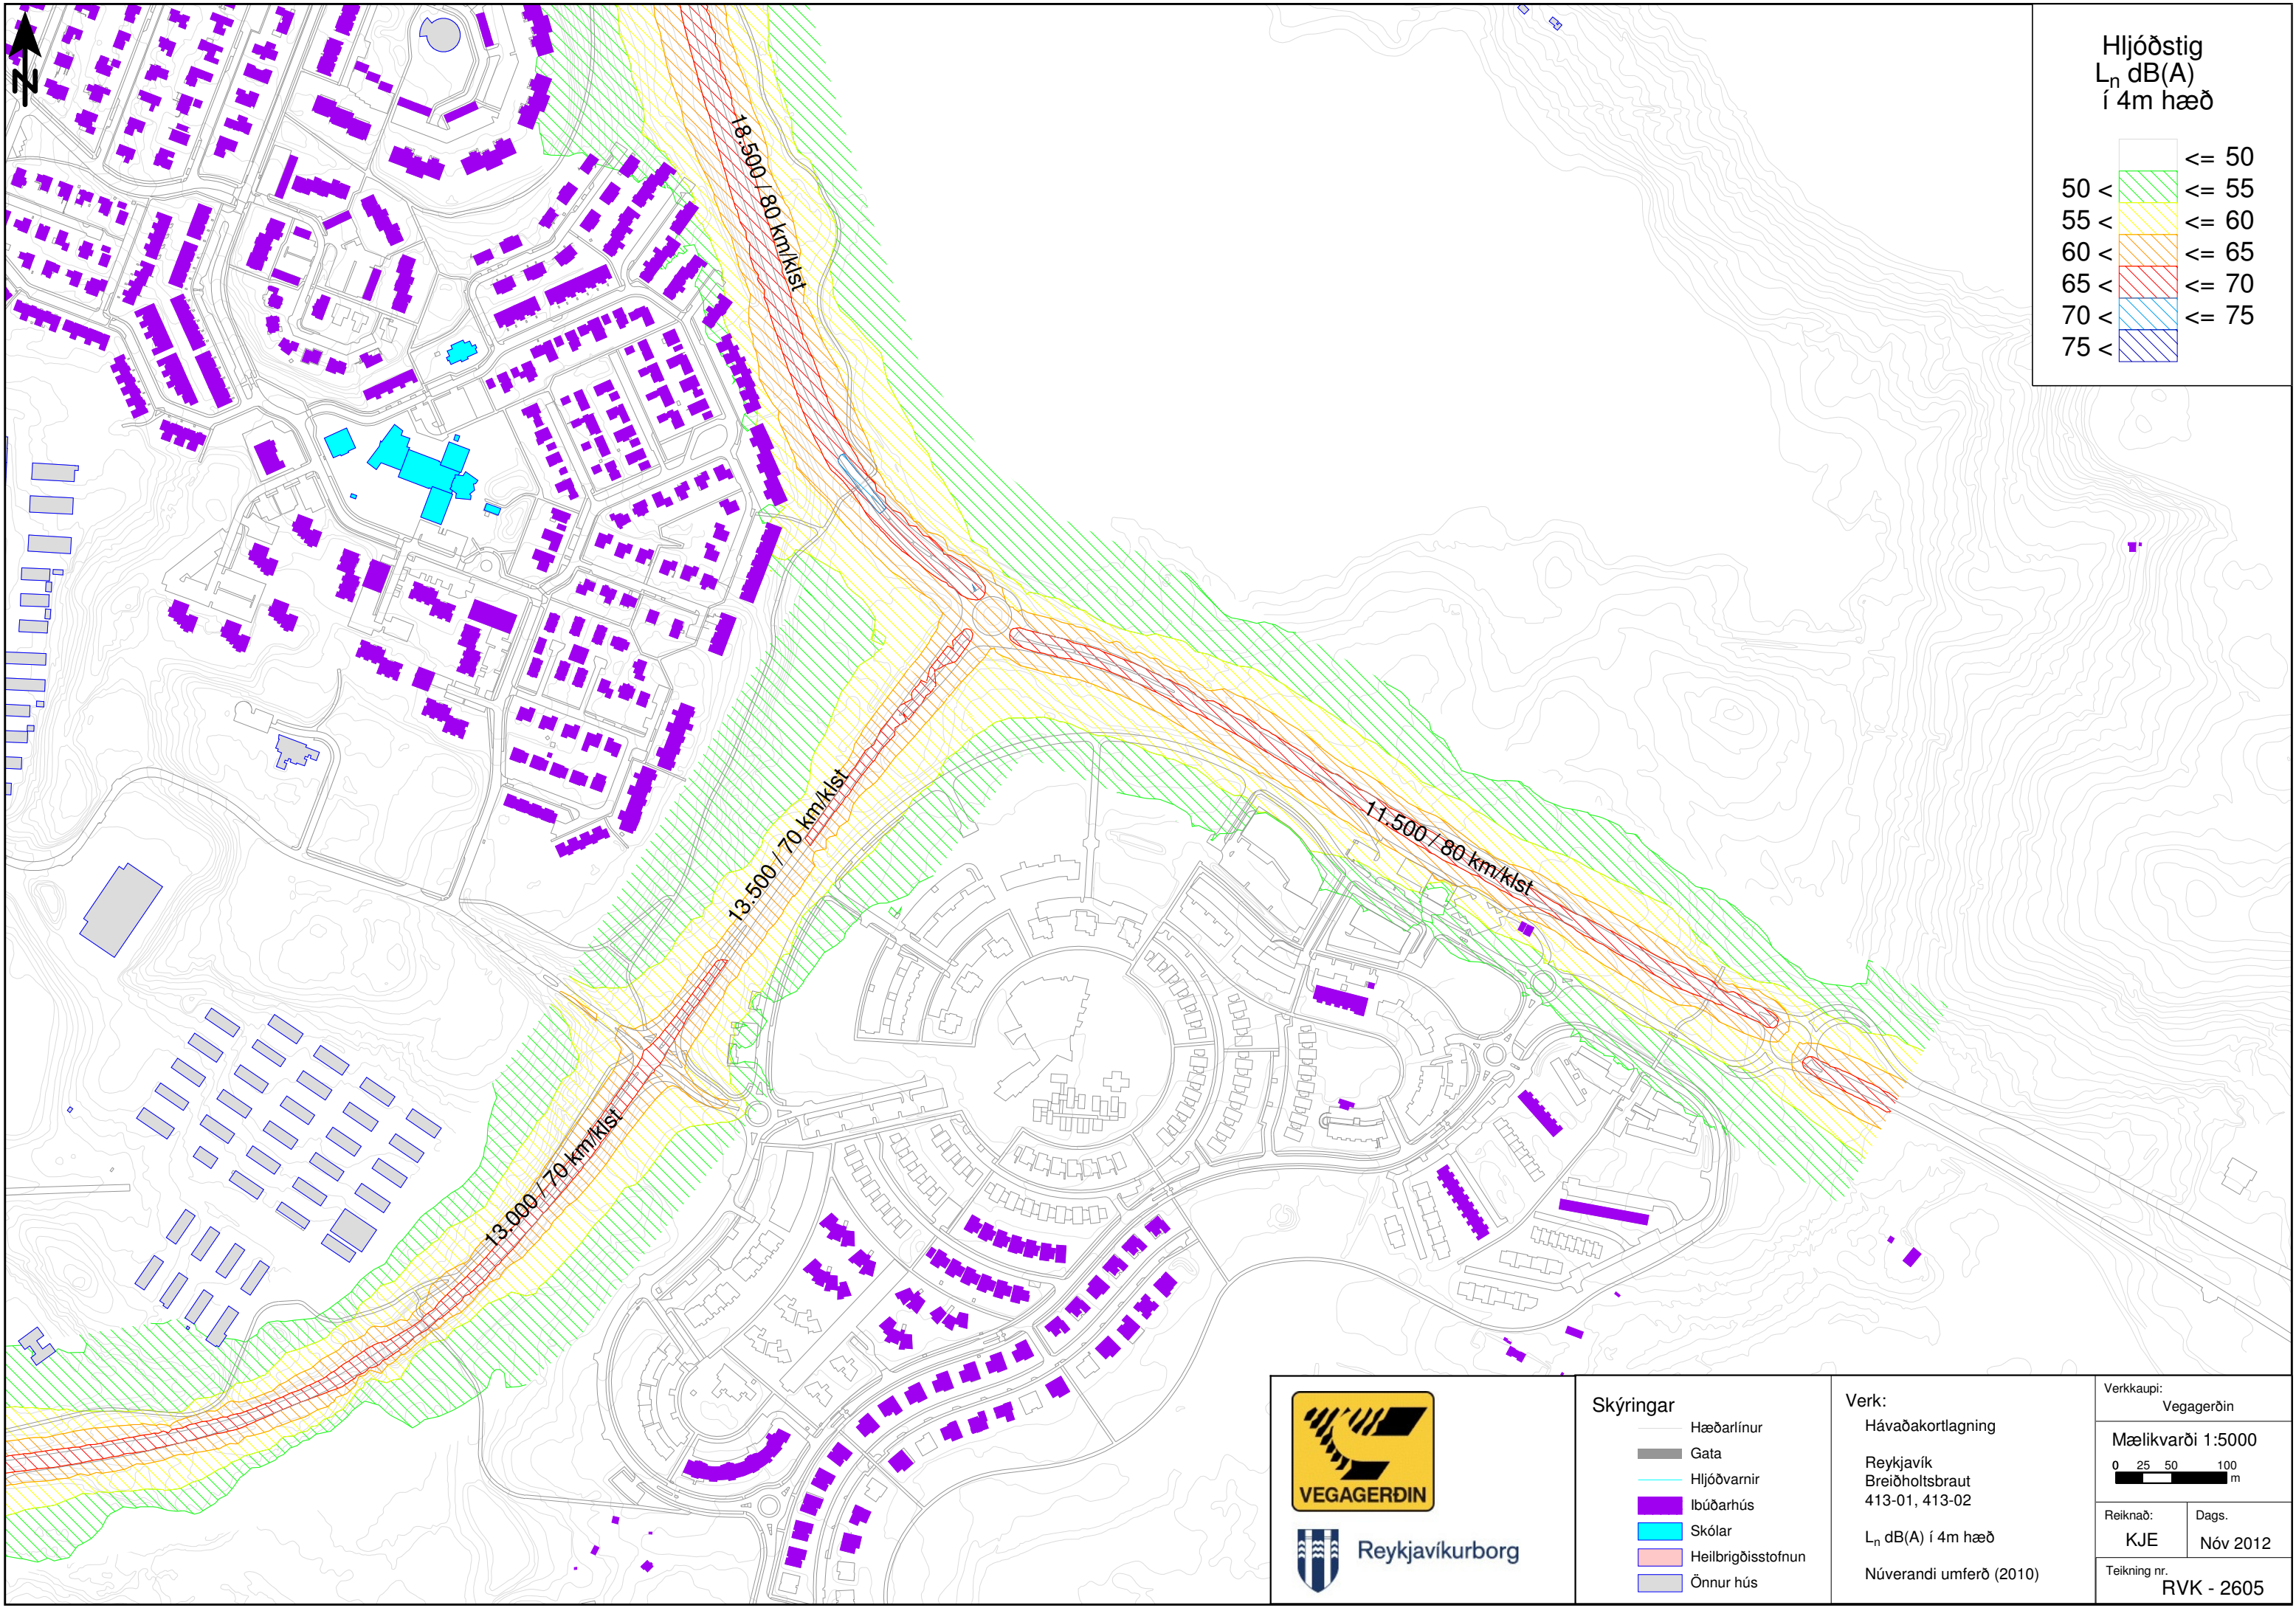 N
Hljóðstig
Ln dB(A)
í 4m hæð
<= 50
50 < <= 55
55 < <= 60
60 < <= 65
65 < <= 70
70 < <= 75
75 <
18.500 / 80 km/klst
13.500 / 70 km/klst
11.500 / 80 km/klst
13.000 / 70 km/klst
VEGAGERÐIN
Reykjavíkurborg
Skýringar
Hæðarlínur
Gata
Hljóðvarnir
Ibúðarhús
Skólar
Heilbrigðisstofnun
Önnur hús
Verk:
Hávaðakortlagning
Reykjavík
Breiðholtsbraut
413-01, 413-02
Ln dB(A) í 4m hæð
Núverandi umferð (2010)
Verkkaupi:
Vegagerðin
Mælikvarði 1:5000
0 25 50 100
m
Reiknað:
KJE
Dags.
Nóv 2012
Teikning nr.
RVK - 2605